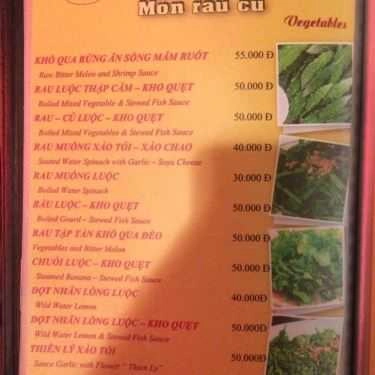 Món rau củ
Vegetables
KHỔ QUA RỪNG ĂN SỐNG MẮM RUỐT 55.000 Đ
Raw Bitter Melon and Shrimp Sauce
RAU LUỘC THẬP CẨM – KHO QUẸT 50.000 Đ
Boiled Mixed Vegetable & Stewed Fish Sauce
RAU – CỦ LUỘC – KHO QUẸT 50.000 Đ
Boiled Mixed Vegetables & Stewed Fish Sauce
RAU MUỐNG XÀO TỎI – XÀO CHAO 40.000 Đ
Sauted Water Spinach with Garlic – Soya Cheese
RAU MUỐNG LUỘC 30.000 Đ
Boiled Water Spinach
BẦU LUỘC – KHO QUẸT 50.000 Đ
Boiled Gourd – Stewed Fish Sauce
RAU TẬP TÀN KHỔ QUA ĐÈO 50.000 Đ
Vegetables and Bitter Melon
CHUỐI LUỘC – KHO QUẸT 50.000 Đ
Steamed Banana – Stewed Fish Sauce
ĐỌT NHÃN LỒNG LUỘC 40.000Đ
Wild Water Lemon
ĐỌT NHÃN LỒNG LUỘC – KHO QUẸT 50.000Đ
Wild Water Lemon & Stewed Fish Sauce
THIÊN LÝ XÀO TỎI 50.000Đ
Saute Garlic with Flower " Thien Ly"